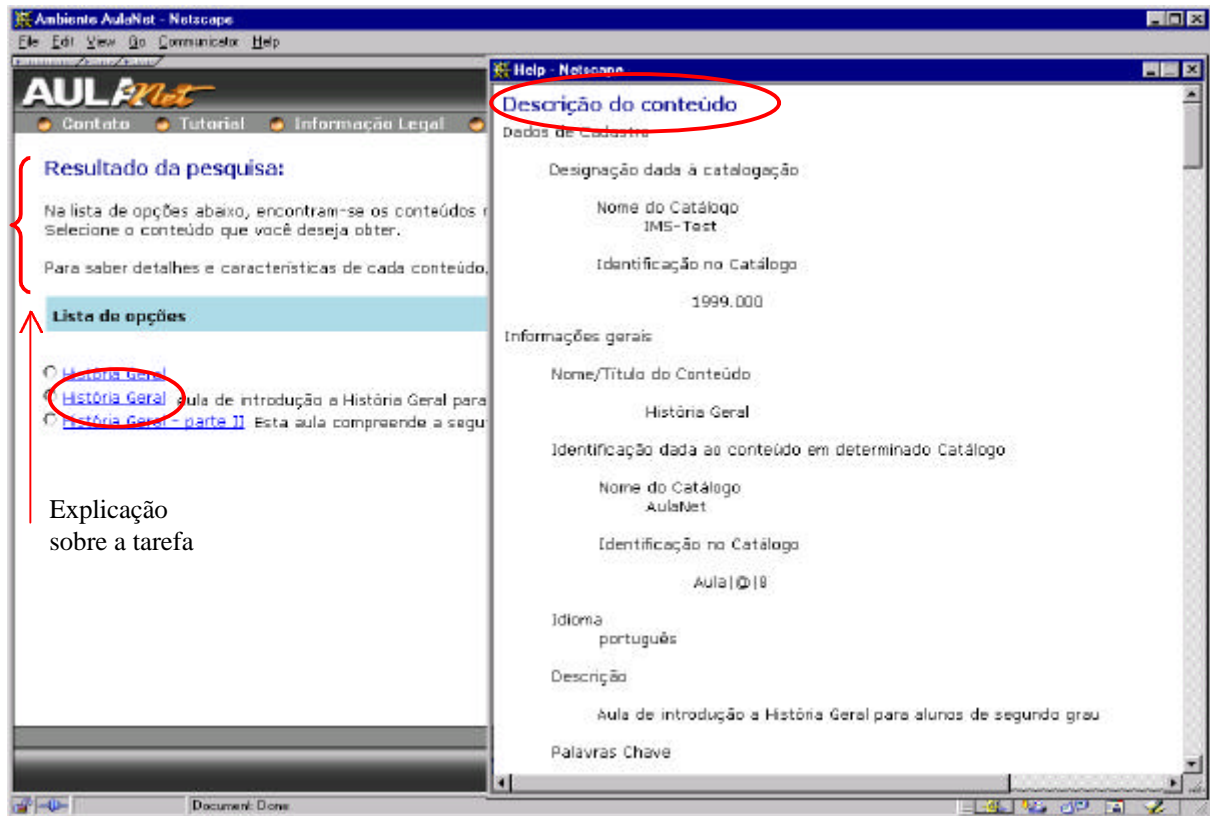 Ambiente AulaNet - Netscape
File Edit View Go Communicator Help
AULANet
Contato Tutorial Informação Legal
Resultado da pesquisa:
Na lista de opções abaixo, encontram-se os conteúdos
Selecione o conteúdo que você deseja obter.
Para saber detalhes e características de cada conteúdo,
Lista de opções
História Geral
História Geral Aula de introdução a História Geral para
História Geral - parte II Esta aula compreende a segu
Explicação
sobre a tarefa
Document: Done
Help - Netscape
Descrição do conteúdo
Dados de Cadastro
Designação dada à catalogação
Nome do Catálogo
IMS-Test
Identificação no Catálogo
1999.000
Informações gerais
Nome/Título do Conteúdo
História Geral
Identificação dada ao conteúdo em determinado Catálogo
Nome do Catálogo
AulaNet
Identificação no Catálogo
Aula|@|8
Idioma
português
Descrição
Aula de introdução a História Geral para alunos de segundo grau
Palavras Chave